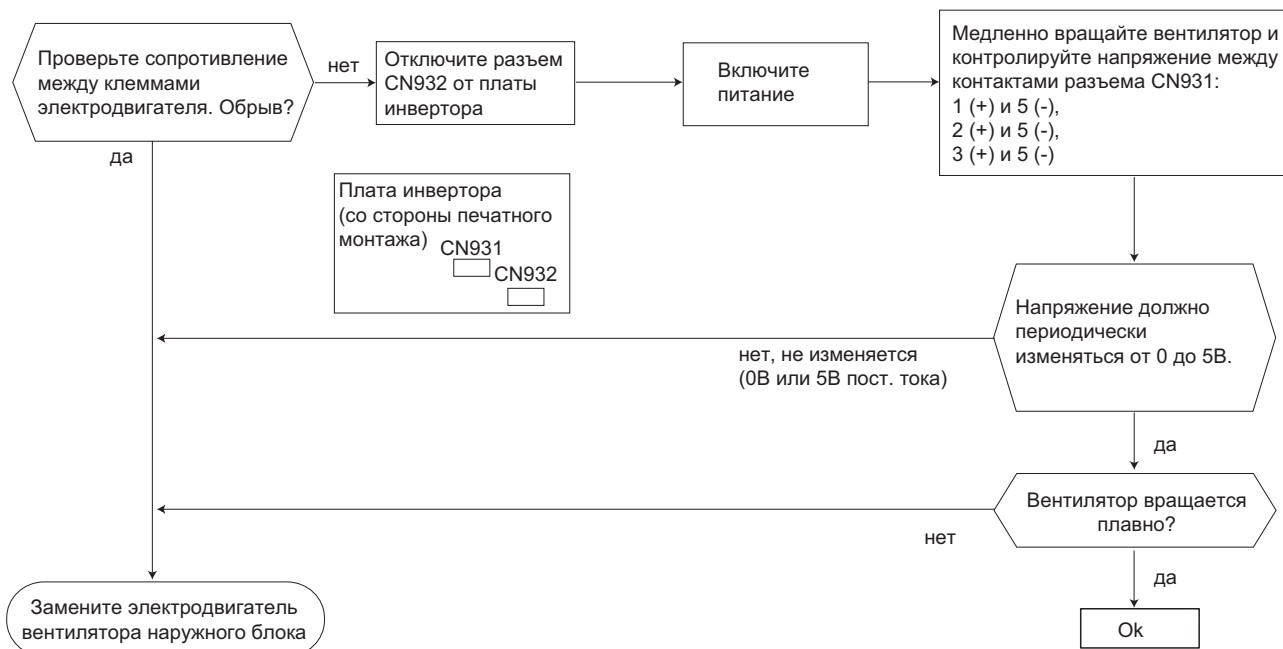 Проверьте сопротивление
между клеммами
электродвигателя. Обрыв?
нет
Отключите разъем
CN932 от платы
инвертора
Включите
питание
Медленно вращайте вентилятор и
контролируйте напряжение между
контактами разъема CN931:
1 (+) и 5 (-),
2 (+) и 5 (-),
3 (+) и 5 (-)
да
Плата инвертора
(со стороны печатного
монтажа)
CN931
CN932
Напряжение должно
периодически
изменяться от 0 до 5В.
нет, не изменяется
(0В или 5В пост. тока)
да
Вентилятор вращается
плавно?
нет
да
Замените электродвигатель
вентилятора наружного блока
Ok